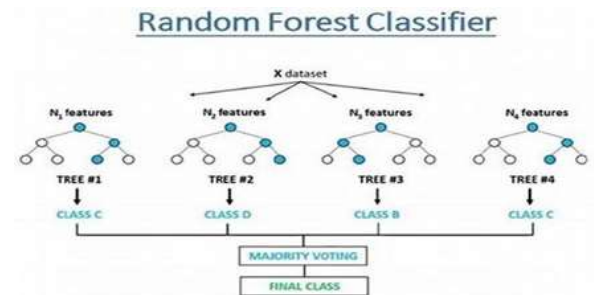 Random Forest Classifier
X dataset
N₁ features N₂ features N₃ features N₄ features
TREE #1 TREE #2 TREE #3 TREE #4
CLASS C CLASS D CLASS B CLASS C
MAJORITY VOTING
FINAL CLASS